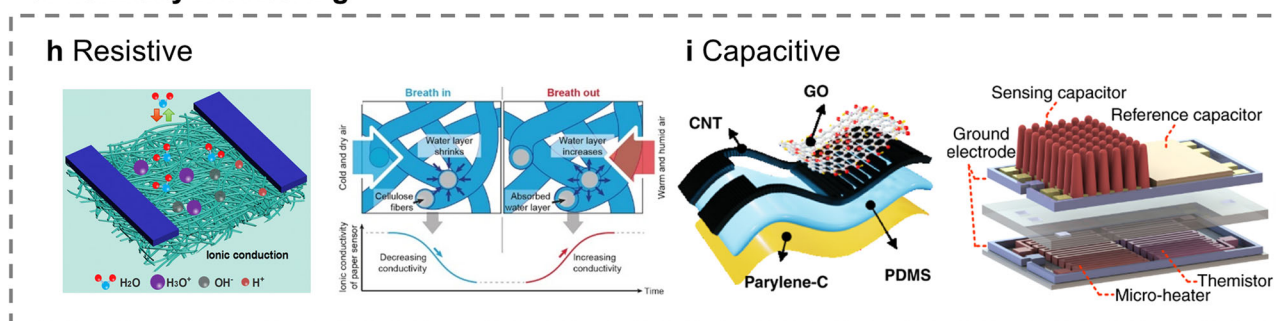 h Resistive
H2O
H3O+
OH-
H+
Ionic conduction
Breath in
Breath out
Cold and dry air
Water layer
shrinks
Water layer
increases
Warm and humid air
Cellulose
fibers
Absorbed
water layer
Ionic conductivity
of paper sensor
Decreasing
conductivity
Increasing
conductivity
Time
i Capacitive
GO
CNT
Parylene-C
PDMS
Sensing capacitor
Reference capacitor
Ground
electrode
Themistor
Micro-heater